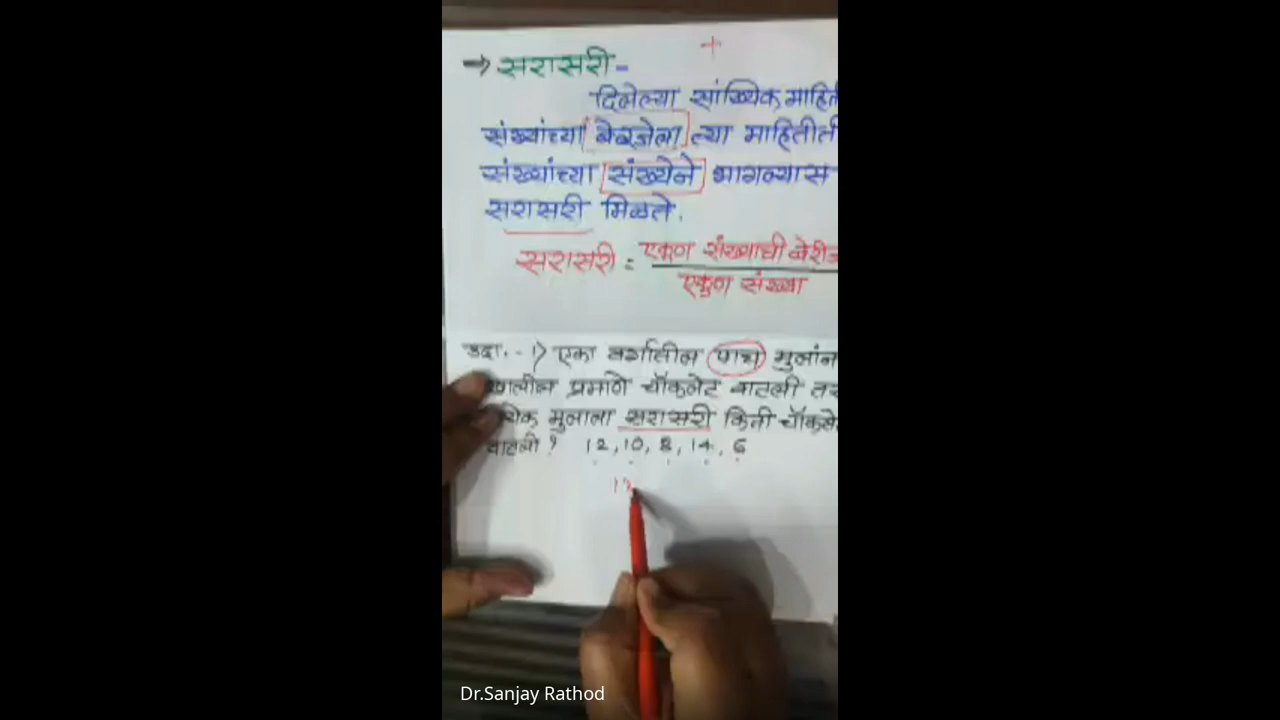 → सरासरी -
दिलेल्या सांख्यिक माहिती
संख्यांच्या बेरजेला त्या माहितीती
संख्यांच्या संख्येने भागल्यास
सरासरी मिळते.
सरासरी = एकूण संख्याची बेरीज
एकूण संख्या
उदा. - 1) एका वर्गातील पाच मुलांन
प्रमाणे चॉकलेट वाटली तर
मुलाला सरासरी किती चॉकले
वाटली ? 12, 10, 8, 14, 6
12
Dr.Sanjay Rathod